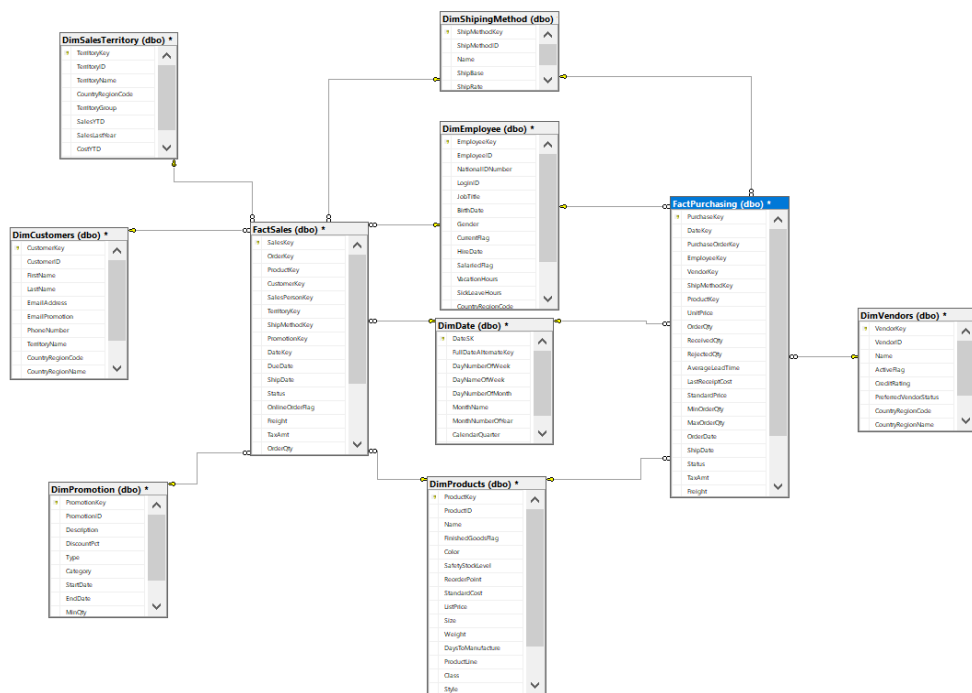 DimShipingMethod (dbo)
ShipMethodKey
ShipMethodID
Name
ShipBase
ShipRate
DimSalesTerritory (dbo) *
TerritoryKey
TerritoryID
TerritoryName
CountryRegionCode
TerritoryGroup
SalesYTD
SalesLastYear
CostYTD
DimEmployee (dbo) *
EmployeeKey
EmployeeID
NationalIDNumber
LoginID
JobTitle
BirthDate
Gender
CurrentFlag
HireDate
SalariedFlag
VacationHours
SickLeaveHours
CountryRegionCode
FactPurchasing (dbo) *
PurchaseKey
DateKey
PurchaseOrderKey
EmployeeKey
VendorKey
ShipMethodKey
ProductKey
UnitPrice
OrderQty
ReceivedQty
RejectedQty
AverageLeadTime
LastReceiptCost
StandardPrice
MinOrderQty
MaxOrderQty
OrderDate
ShipDate
Status
TaxAmt
Freight
DimCustomers (dbo) *
CustomerKey
CustomerID
FirstName
LastName
EmailAddress
EmailPromotion
PhoneNumber
TerritoryName
CountryRegionCode
CountryRegionName
FactSales (dbo) *
SalesKey
OrderKey
ProductKey
CustomerKey
SalesPersonKey
TerritoryKey
ShipMethodKey
PromotionKey
DateKey
DueDate
ShipDate
Status
OnlineOrderFlag
Freight
TaxAmt
OrderQty
DimDate (dbo) *
DateSK
FullDateAlternateKey
DayNumberOfWeek
DayNameOfWeek
DayNumberOfMonth
MonthName
MonthNumberOfYear
CalendarQuarter
DimVendors (dbo) *
VendorKey
VendorID
Name
ActiveFlag
CreditRating
PreferredVendorStatus
CountryRegionCode
CountryRegionName
DimPromotion (dbo) *
PromotionKey
PromotionID
Description
DiscountPct
Type
Category
StartDate
EndDate
MinQty
DimProducts (dbo) *
ProductKey
ProductID
Name
FinishedGoodsFlag
Color
SafetyStockLevel
ReorderPoint
StandardCost
ListPrice
Size
Weight
DaysToManufacture
ProductLine
Class
Style